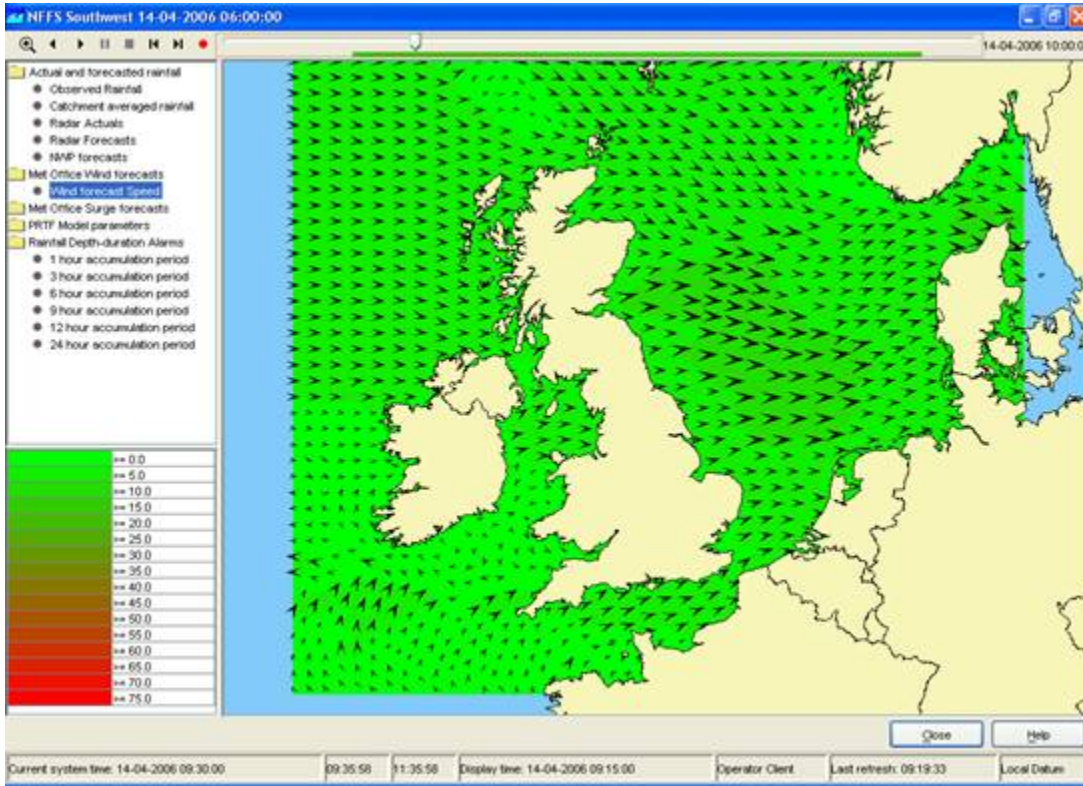 NFFS Southwest 14-04-2006 06:00:00
14-04-2006 10:00:0
Actual and forecasted rainfall
Observed Rainfall
Catchment averaged rainfall
Radar Actuals
Radar Forecasts
NWP forecasts
Met Office Wind forecasts
Wind forecast Speed
Met Office Surge forecasts
PRTF Model parameters
Rainfall Depth-duration Alarms
1 hour accumulation period
3 hour accumulation period
6 hour accumulation period
9 hour accumulation period
12 hour accumulation period
24 hour accumulation period
>= 0.0
>= 5.0
>= 10.0
>= 15.0
>= 20.0
>= 25.0
>= 30.0
>= 35.0
>= 40.0
>= 45.0
>= 50.0
>= 55.0
>= 60.0
>= 65.0
>= 70.0
>= 75.0
Close Help
Current system time: 14-04-2006 09:30:00 09:35:58 11:35:58 Display time: 14-04-2006 09:15:00 Operator Client Last refresh: 09:19:33 Local Datum